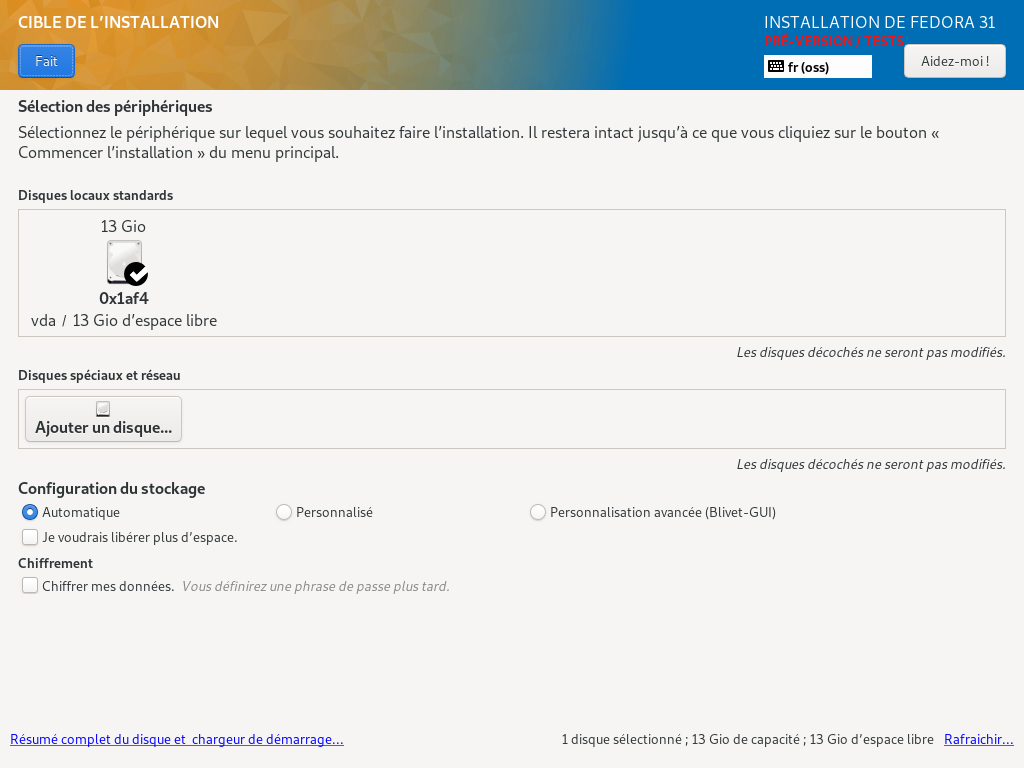 CIBLE DE L'INSTALLATION
INSTALLATION DE FEDORA 31
PRÉ-VERSION / TESTS
Fait
fr (oss)
Aidez-moi !
Sélection des périphériques
Sélectionnez le périphérique sur lequel vous souhaitez faire l'installation. Il restera intact jusqu'à ce que vous cliquiez sur le bouton «
Commencer l'installation » du menu principal.
Disques locaux standards
13 Gio
0x1af4
vda / 13 Gio d'espace libre
Les disques décochés ne seront pas modifiés.
Disques spéciaux et réseau
Ajouter un disque...
Les disques décochés ne seront pas modifiés.
Configuration du stockage
Automatique
Personnalisé
Personnalisation avancée (Blivet-GUI)
Je voudrais libérer plus d'espace.
Chiffrement
Chiffrer mes données. Vous définirez une phrase de passe plus tard.
Résumé complet du disque et  chargeur de démarrage...
1 disque sélectionné ; 13 Gio de capacité ; 13 Gio d'espace libre
Rafraichir...